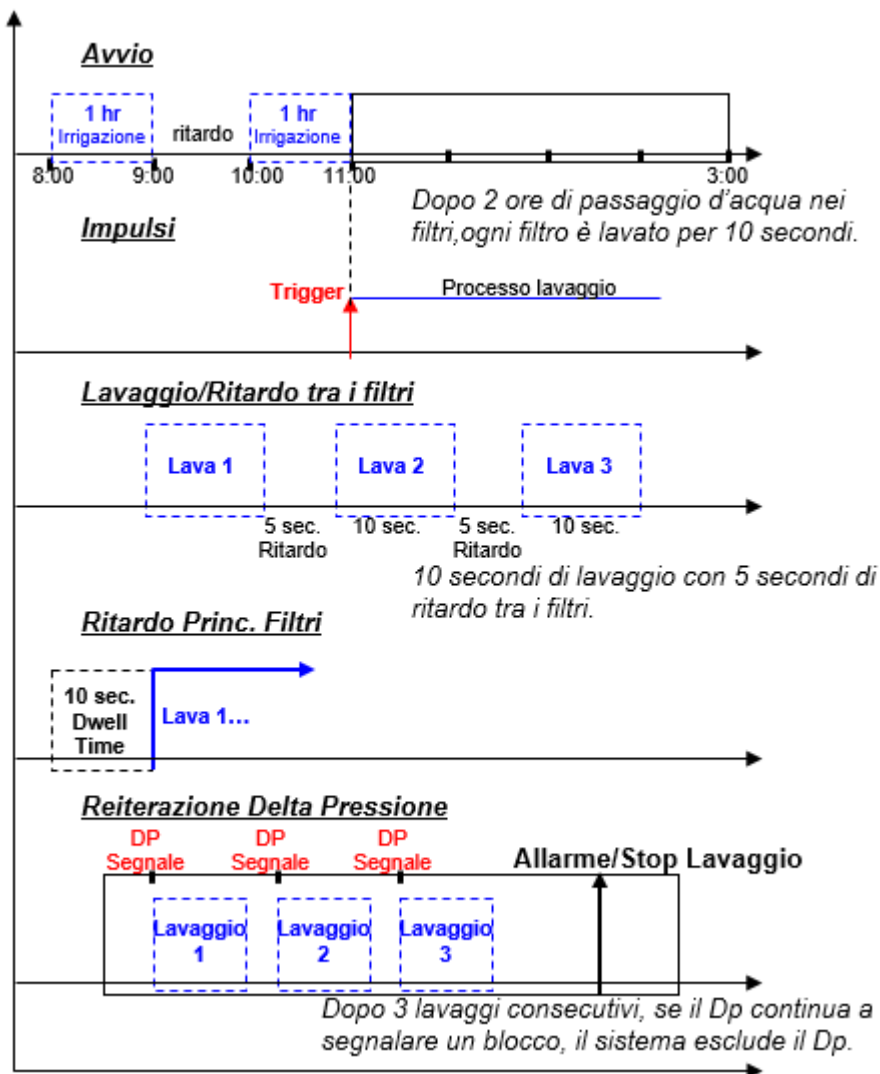 Avvio
1 hr
Irrigazione
ritardo
1 hr
Irrigazione
8:00 9:00 10:00 11:00 3:00
Dopo 2 ore di passaggio d'acqua nei
filtri,ogni filtro è lavato per 10 secondi.
Impulsi
Trigger
Processo lavaggio
Lavaggio/Ritardo tra i filtri
Lava 1 Lava 2 Lava 3
5 sec.
Ritardo
10 sec.
5 sec.
Ritardo
10 sec.
10 secondi di lavaggio con 5 secondi di
ritardo tra i filtri.
Ritardo Princ. Filtri
10 sec.
Dwell
Time
Lava 1...
Reiterazione Delta Pressione
DP
Segnale
DP
Segnale
DP
Segnale
Allarme/Stop Lavaggio
Lavaggio
1
Lavaggio
2
Lavaggio
3
Dopo 3 lavaggi consecutivi, se il Dp continua a
segnalare un blocco, il sistema esclude il Dp.